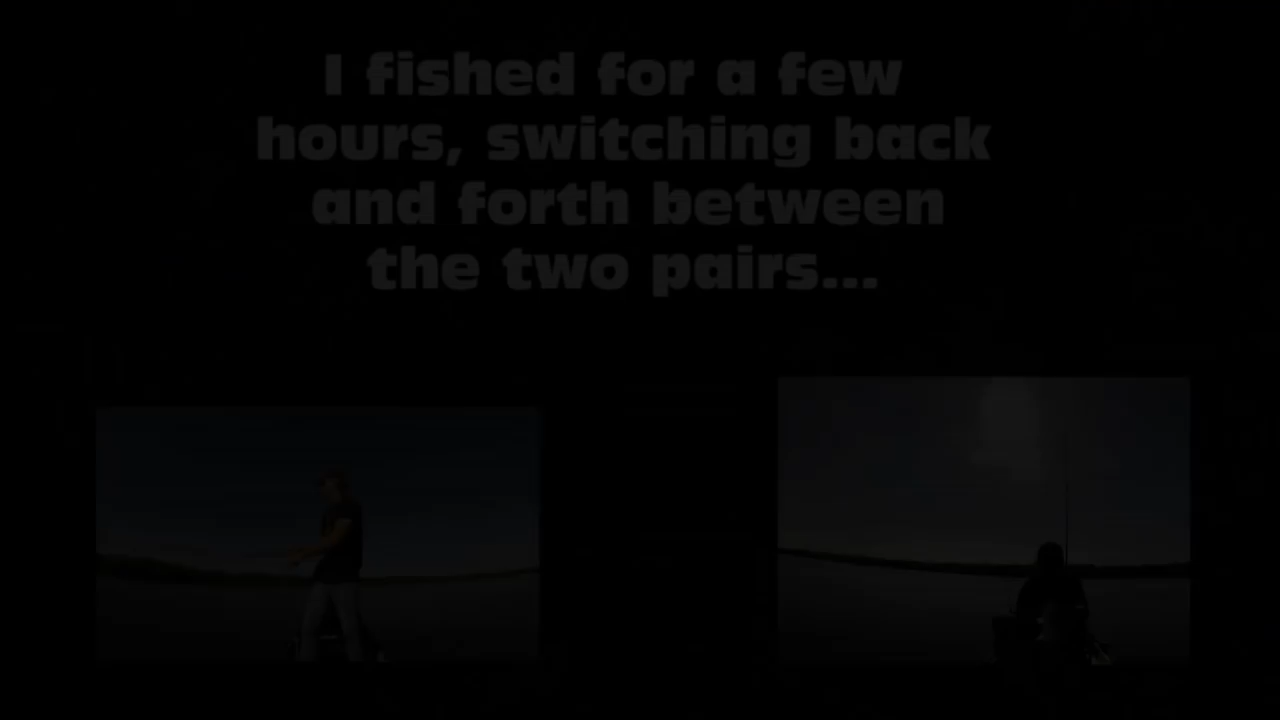 I fished for a few
hours, switching back
and forth between
the two pairs...